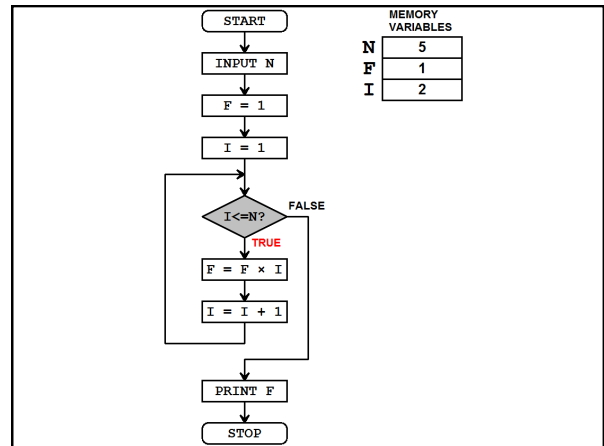 START
INPUT N
F = 1
I = 1
I<=N?
FALSE
TRUE
F = F × I
I = I + 1
PRINT F
STOP
MEMORY
VARIABLES
N 5
F 1
I 2